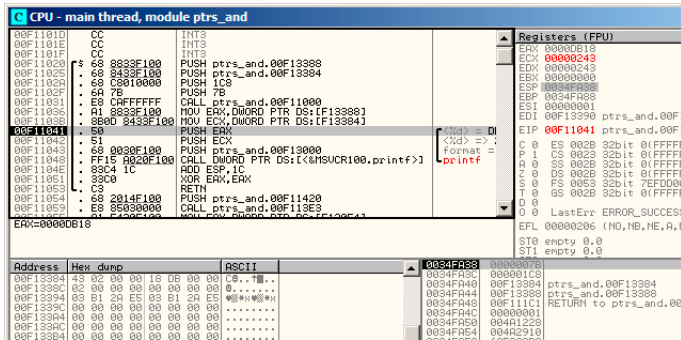 CPU - main thread, module ptrs_and
00F1101D CC INT3
00F1101E CC INT3
00F1101F CC INT3
00F11020 $ 68 8833F100 PUSH ptrs_and.00F13388
00F11025 . 68 8433F100 PUSH ptrs_and.00F13384
00F1102A . 68 C8010000 PUSH 1C8
00F1102F . 6A 7B PUSH 7B
00F11031 . E8 CAFFFFFF CALL ptrs_and.00F11000
00F11036 . A1 8833F100 MOV EAX,DWORD PTR DS:[F13388]
00F1103B . 8B0D 8433F100 MOV ECX,DWORD PTR DS:[F13384]
00F11041 . 50 PUSH EAX
00F11042 . 51 PUSH ECX
00F11043 . 68 0030F100 PUSH ptrs_and.00F13000
00F11048 . FF15 A020F100 CALL DWORD PTR DS:[<&MSVCR100.printf>]
00F1104E . 83C4 1C ADD ESP,1C
00F11051 . 33C0 XOR EAX,EAX
00F11053 . C3 RETN
00F11054 . 68 2014F100 PUSH ptrs_and.00F11420
00F11059 . E8 85030000 CALL ptrs_and.00F113E3
<%d> =
<%d> =>
format =
printf
EAX=0000DB18
Registers (FPU)
EAX 0000DB18
ECX 00000243
EDX 00000243
EBX 00000000
ESP 0034FA38
EBP 0034FA88
ESI 00000001
EDI 00F13390 ptrs_and.00F
EIP 00F11041 ptrs_and.00F
C 0 ES 002B 32bit 0(FFFF
P 1 CS 0023 32bit 0(FFFF
A 0 SS 002B 32bit 0(FFFF
Z 0 DS 002B 32bit 0(FFFF
S 0 FS 0053 32bit 7EFDD0
T 0 GS 002B 32bit 0(FFFF
D 0
O 0 LastErr ERROR_SUCCESS
EFL 00000206 (NO,NB,NE,A,
ST0 empty 0.0
ST1 empty 0.0
Address Hex dump ASCII
00F13384 43 02 00 00 18 DB 00 00
00F1338C 02 00 00 00 00 00 00 00
00F13394 03 B1 2A E5 03 B1 2A E5
00F1339C 00 00 00 00 00 00 00 00 ........
00F133A4 00 00 00 00 00 00 00 00 ........
00F133AC 00 00 00 00 00 00 00 00 ........
00F133B4 00 00 00 00 00 00 00 00 ........
0034FA38 0000007B
0034FA3C 000001C8
0034FA40 00F13384 ptrs_and.00F13384
0034FA44 00F13388 ptrs_and.00F13388
0034FA48 00F111C1 RETURN to ptrs_and.00
0034FA4C 00000001
0034FA50 004A1228
0034FA54 004A2910